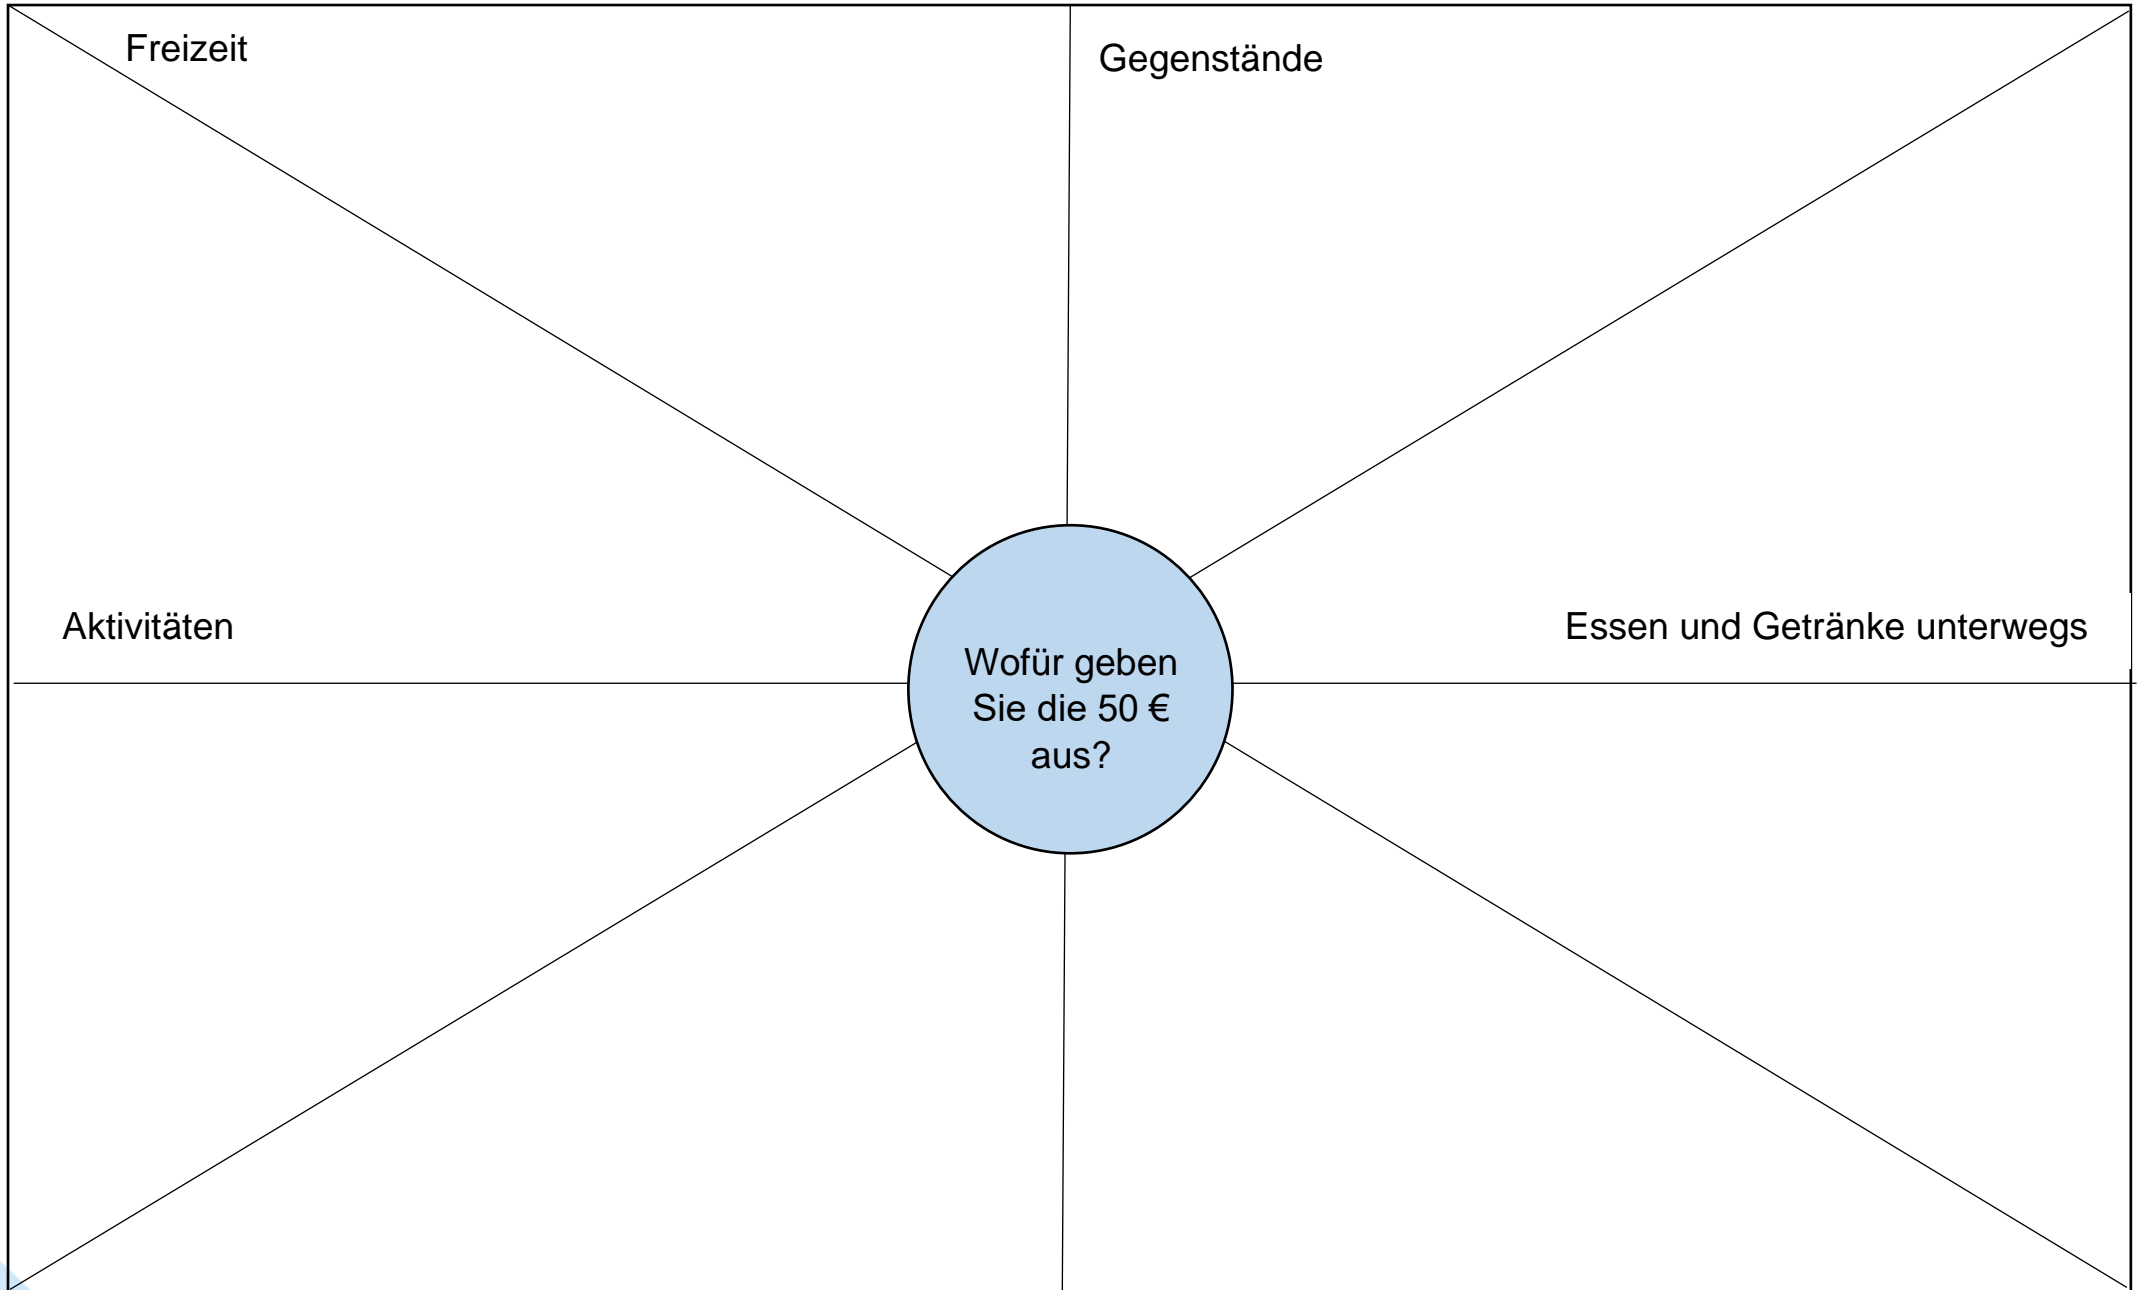 Freizeit
Gegenstände
Aktivitäten
Essen und Getränke unterwegs
Wofür geben
Sie die 50 €
aus?